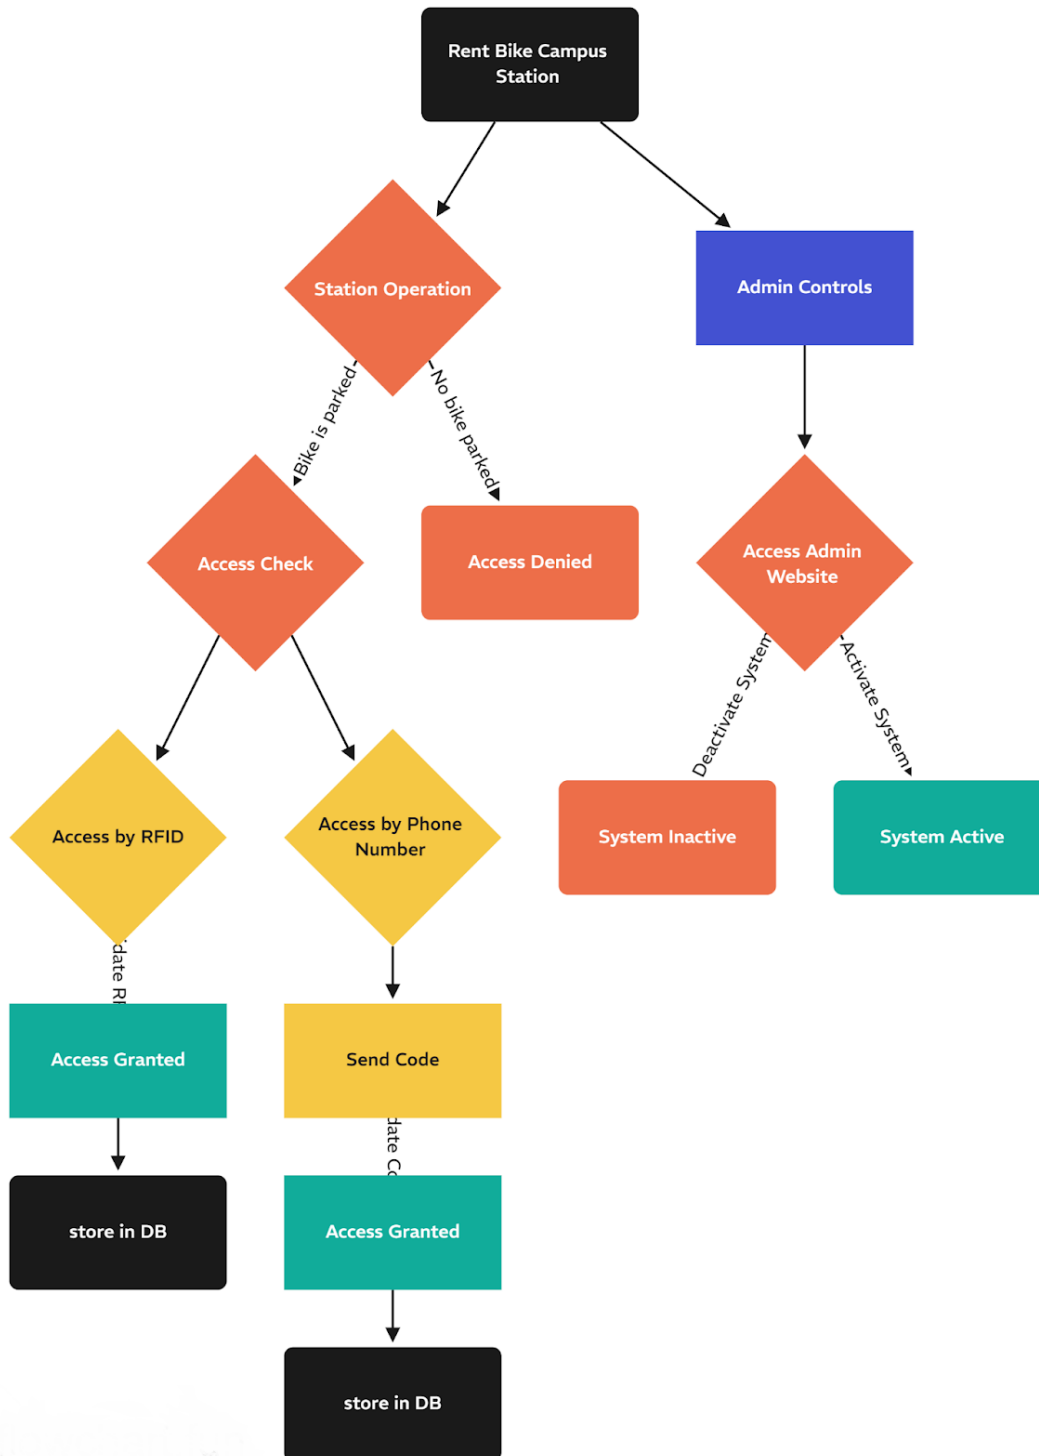 Rent Bike Campus
Station
Station Operation
Admin Controls
Bike is parked
No bike parked
Access Check
Access Denied
Access Admin
Website
Deactivate System
Activate System
Access by RFID
Access by Phone
Number
System Inactive
System Active
Access Granted
Send Code
store in DB
Access Granted
store in DB